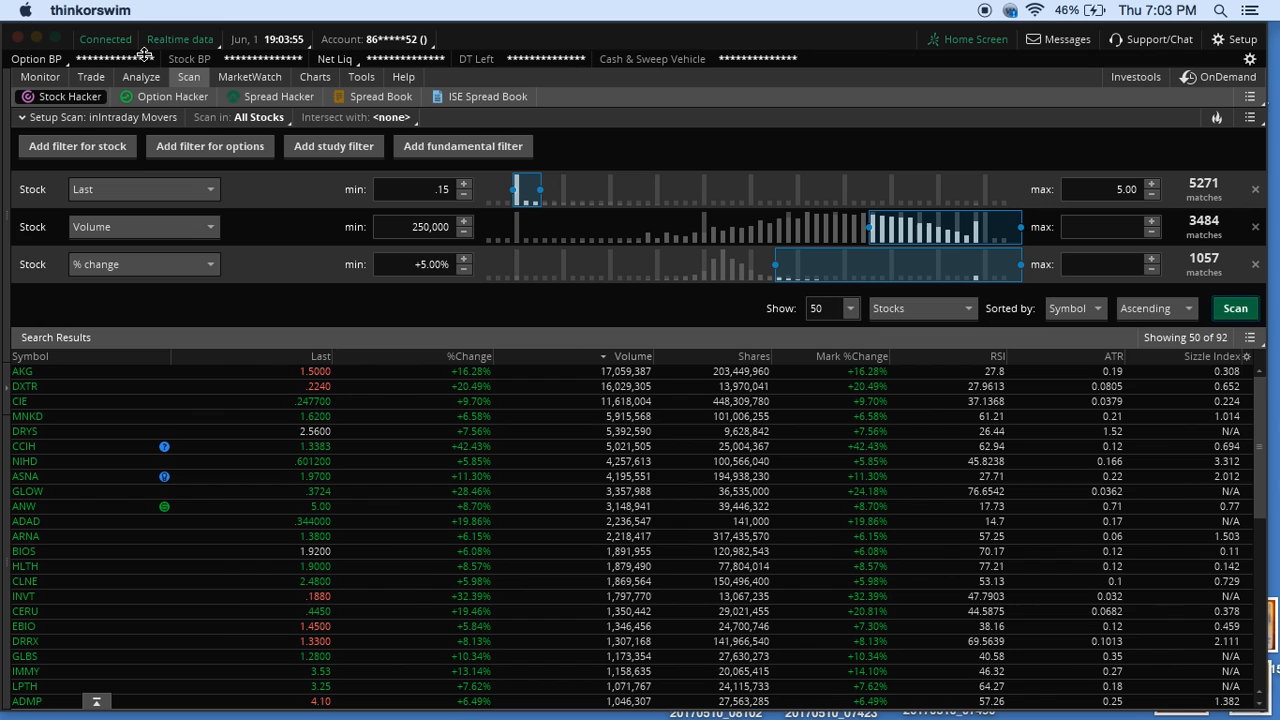 thinkorswim 46% Thu 7:03 PM
Connected Realtime data Jun, 1 19:03:55 Account: 86*****52 () Home Screen Messages Support/Chat Setup
Option BP ************** Stock BP ************** Net Liq ************** DT Left ************** Cash & Sweep Vehicle **************
Monitor Trade Analyze Scan MarketWatch Charts Tools Help Investools OnDemand
Stock Hacker Option Hacker Spread Hacker Spread Book ISE Spread Book
Setup Scan: inIntraday Movers Scan in: All Stocks Intersect with: <none>
Add filter for stock Add filter for options Add study filter Add fundamental filter
Stock Last min: .15 max: 5.00 5271 matches
Stock Volume min: 250,000 max: 3484 matches
Stock % change min: +5.00% max: 1057 matches
Show: 50 Stocks Sorted by: Symbol Ascending Scan
Search Results Showing 50 of 92
Symbol Last %Change Volume Shares Mark %Change RSI ATR Sizzle Index
AKG 1.5000 +16.28% 17,059,387 203,449,960 +16.28% 27.8 0.19 0.308
DXTR .2240 +20.49% 16,029,305 13,970,041 +20.49% 27.9613 0.0805 0.652
CIE .247700 +9.70% 11,618,004 448,309,780 +9.70% 37.1368 0.0379 0.224
MNKD 1.6200 +6.58% 5,915,568 101,006,255 +6.58% 61.21 0.21 1.014
DRYS 2.5600 +7.56% 5,392,590 9,628,842 +7.56% 26.44 1.52 N/A
CCIH 1.3383 +42.43% 5,021,505 25,004,367 +42.43% 62.94 0.12 0.694
NIHD .601200 +5.85% 4,257,613 100,566,040 +5.85% 45.8238 0.166 3.312
ASNA 1.9700 +11.30% 4,195,551 194,938,230 +11.30% 27.71 0.22 2.012
GLOW .3724 +28.46% 3,357,988 36,535,000 +24.18% 76.6542 0.0362 N/A
ANW 5.00 +8.70% 3,148,941 39,446,322 +8.70% 17.73 0.71 0.77
ADAD .344000 +19.86% 2,236,547 141,000 +19.86% 14.7 0.17 N/A
ARNA 1.3800 +6.15% 2,218,417 317,435,570 +6.15% 57.25 0.06 1.503
BIOS 1.9200 +6.08% 1,891,955 120,982,543 +6.08% 70.17 0.12 0.11
HLTH 1.9000 +8.57% 1,879,490 77,804,014 +8.57% 77.21 0.12 0.142
CLNE 2.4800 +5.98% 1,869,564 150,496,400 +5.98% 53.13 0.1 0.729
INVT .1880 +32.39% 1,797,770 13,067,235 +32.39% 47.7903 0.032 N/A
CERU .4450 +19.46% 1,350,442 29,021,455 +20.81% 44.5875 0.0682 0.378
EBIO 1.4500 +5.84% 1,346,456 24,700,746 +7.30% 38.16 0.12 0.459
DRRX 1.3300 +8.13% 1,307,168 141,966,540 +8.13% 69.5639 0.1013 2.111
GLBS 1.2800 +10.34% 1,173,354 27,630,273 +10.34% 40.58 0.35 N/A
IMMY 3.53 +13.14% 1,158,635 20,065,415 +14.10% 46.32 0.27 N/A
LPTH 3.25 +7.62% 1,071,767 24,115,733 +7.62% 64.27 0.18 N/A
ADMP 4.10 +6.49% 1,046,307 27,563,285 +6.49% 57.26 0.25 1.382